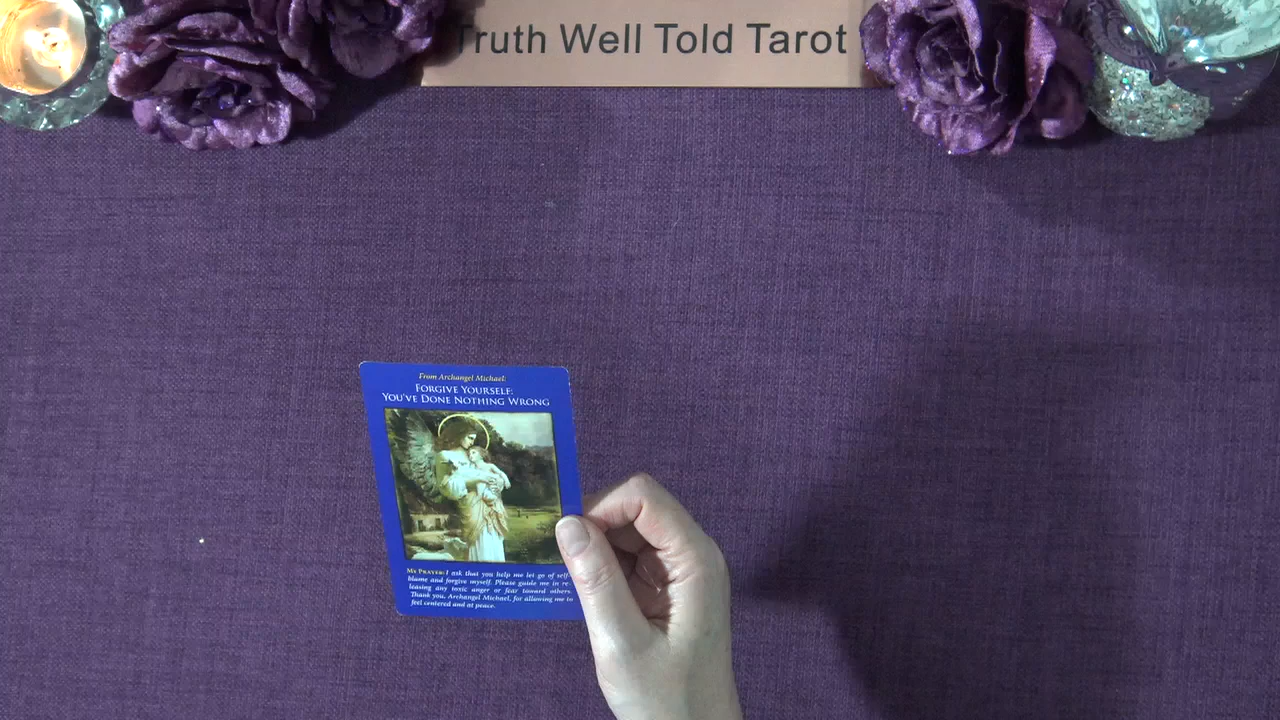 Truth Well Told Tarot
From Archangel Michael:
FORGIVE YOURSELF:
YOU'VE DONE NOTHING WRONG
MY PRAYER: I ask that you help me let go of self-
blame and forgive myself. Please guide me in re-
leasing any toxic anger or fear toward others.
Thank you, Archangel Michael, for allowing me to
feel centered and at peace.